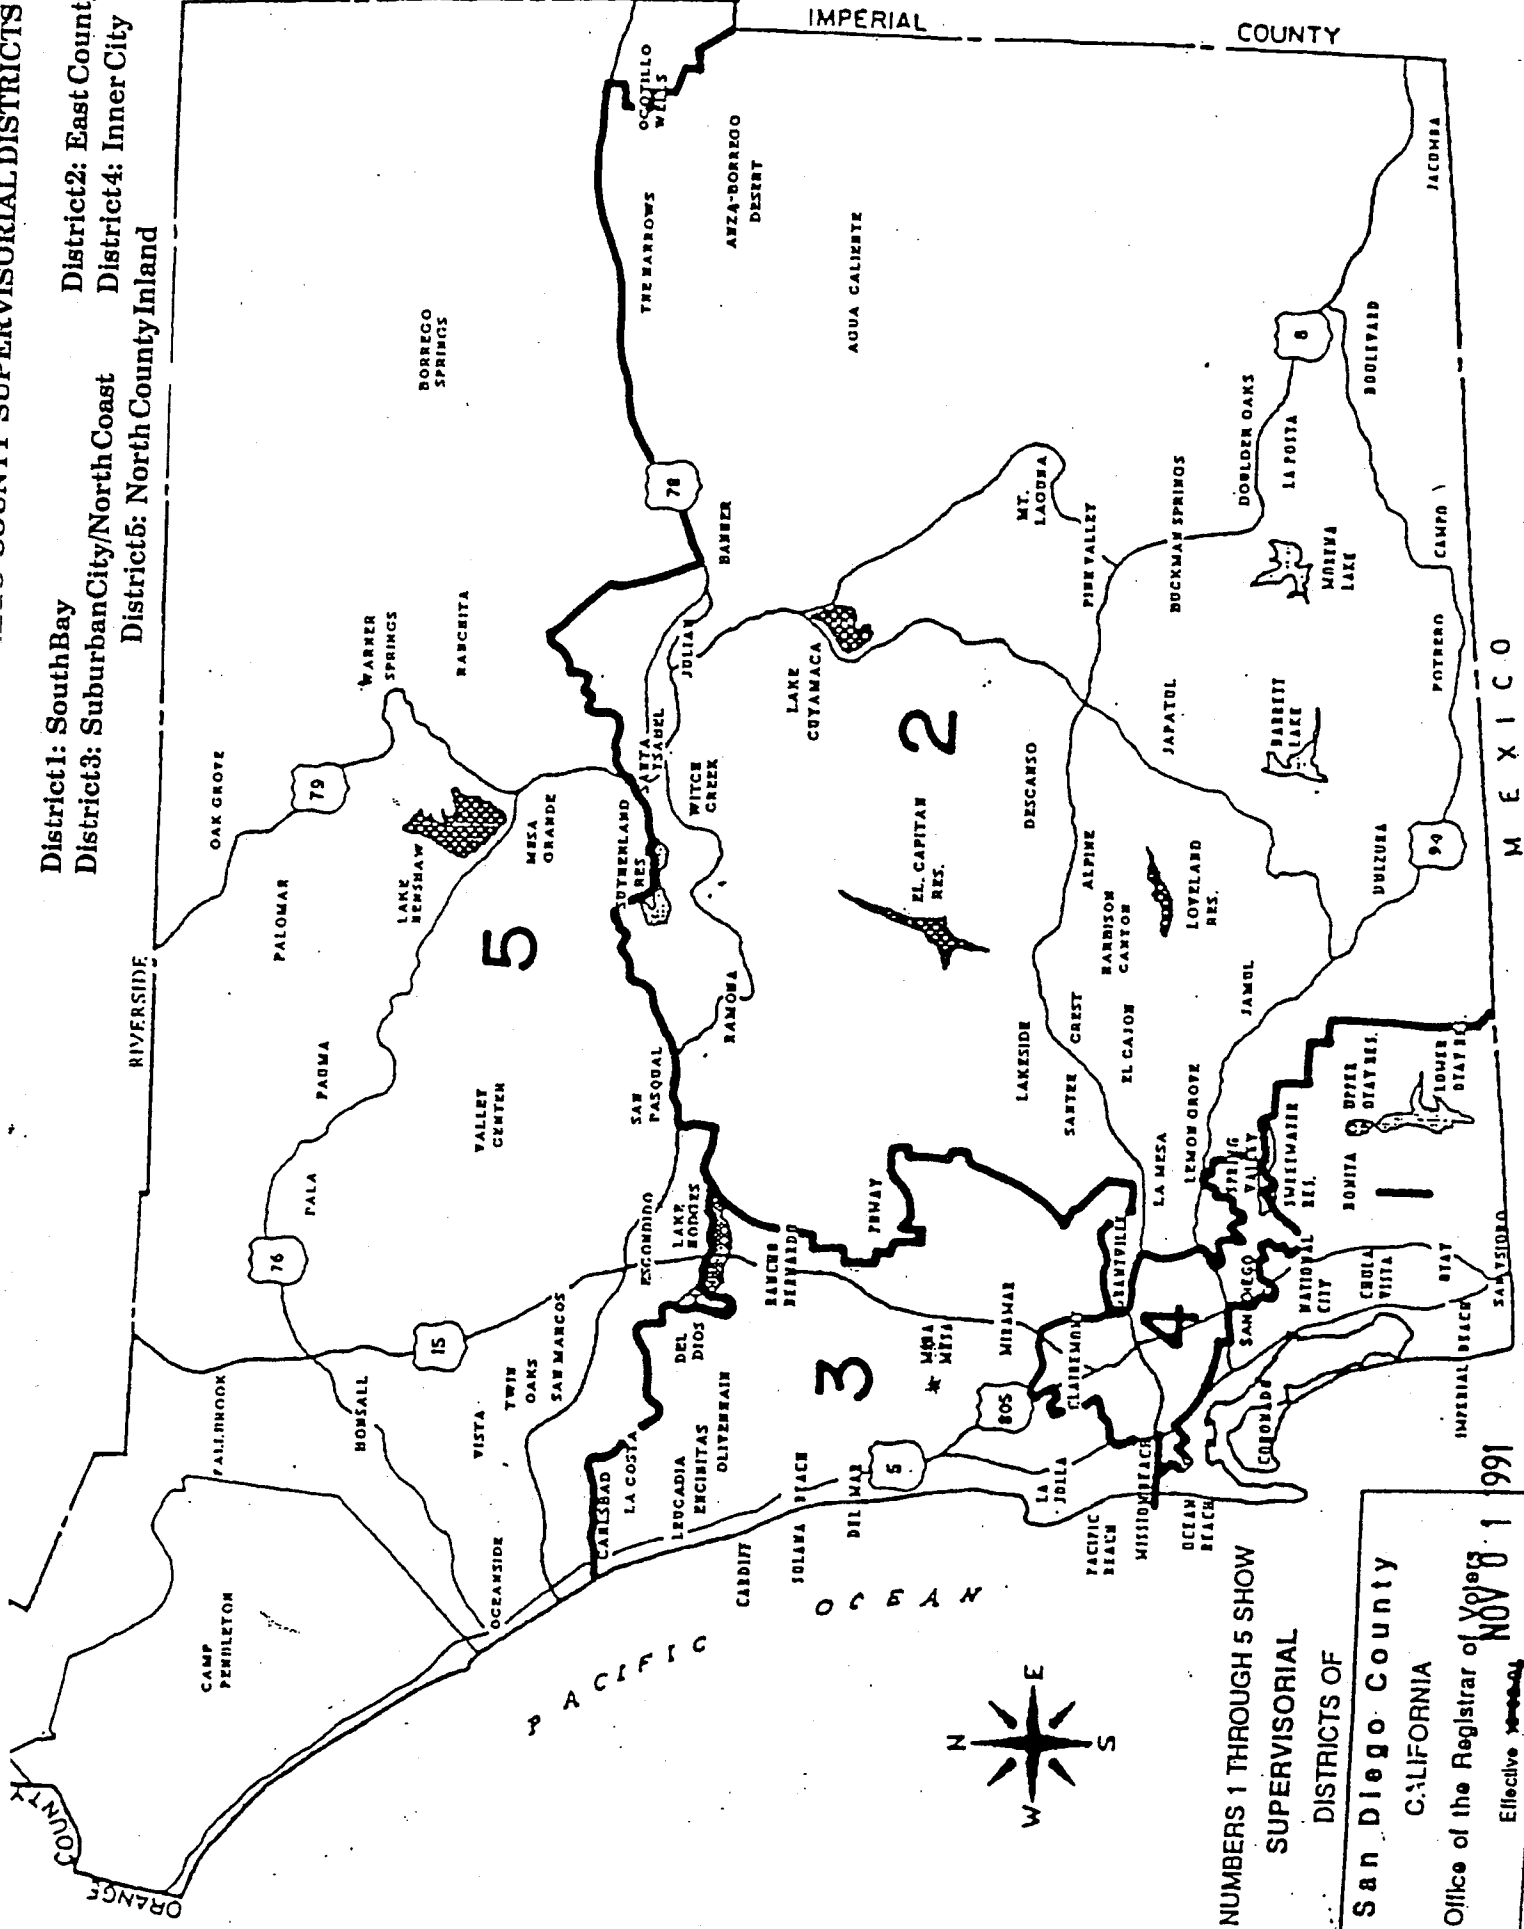 COUNTY SUPERVISORIAL DISTRICTS
District1: SouthBay
District2: East Count
District3: SuburbanCity/NorthCoast
District4: InnerCity
District5: North CountyInland
ORANGE
COUNTY
RIVERSIDE
IMPERIAL
COUNTY
MEXICO
PACIFIC
OCEAN
CAMP
PENDLETON
FALLBROOK
BONSALL
VISTA
TWIN
OAKS
SAN MARCOS
OCEANSIDE
15
76
PALA
PAUMA
PALOMAR
OAK GROVE
79
WARNER
SPRINGS
RANCHITA
BORREGO
SPRINGS
LAKE
HENSHAW
MESA
GRANDE
VALLEY
CENTER
5
SUTHERLAND
RES.
SANTA
YSABEL
WITCH
CREEK
JULIAN
BANNER
78
THE NARROWS
OCOTILLO
WELLS
ANZA-BORREGO
DESERT
AGUA CALIENTE
SAN
PASQUAL
RAMONA
ESCONDIDO
LAKE
HODGES
DEL
DIOS
RANCHO
BERNARDO
POWAY
CARLSBAD
LA COSTA
LEUCADIA
ENCINITAS
OLIVENHAIN
CARDIFF
SOLANA BEACH
DEL MAR
3
MIRA
MESA
MIRAMAR
5
805
LA
JOLLA
CLAIREMONT
PACIFIC
BEACH
MISSION BEACH
OCEAN
BEACH
GRANTVILLE
4
SAN DIEGO
CORONADO
LAKE
CUYAMACA
2
EL CAPITAN
RES.
MT.
LAGUNA
PINE VALLEY
BUCKMAN SPRINGS
BOULDER OAKS
LA POSTA
8
BOULEVARD
JACUMBA
DESCANSO
JAPATUL
MORENA
LAKE
BARRETT
LAKE
CAMPO
POTRERO
ALPINE
HARBISON
CANYON
LOVELAND
RES.
DULZURA
94
LAKESIDE
SANTEE
CREST
EL CAJON
JAMUL
LA MESA
LEMON GROVE
SPRING
VALLEY
SWEETWATER
RES.
BONITA
UPPER
OTAY RES.
LOWER
OTAY RES.
1
NATIONAL
CITY
CHULA
VISTA
OTAY
SAN YSIDRO
IMPERIAL BEACH
N
W
E
S
NUMBERS 1 THROUGH 5 SHOW
SUPERVISORIAL
DISTRICTS OF
San Diego County
CALIFORNIA
Office of the Registrar of Voters
Effective
NOV 0 1 1991